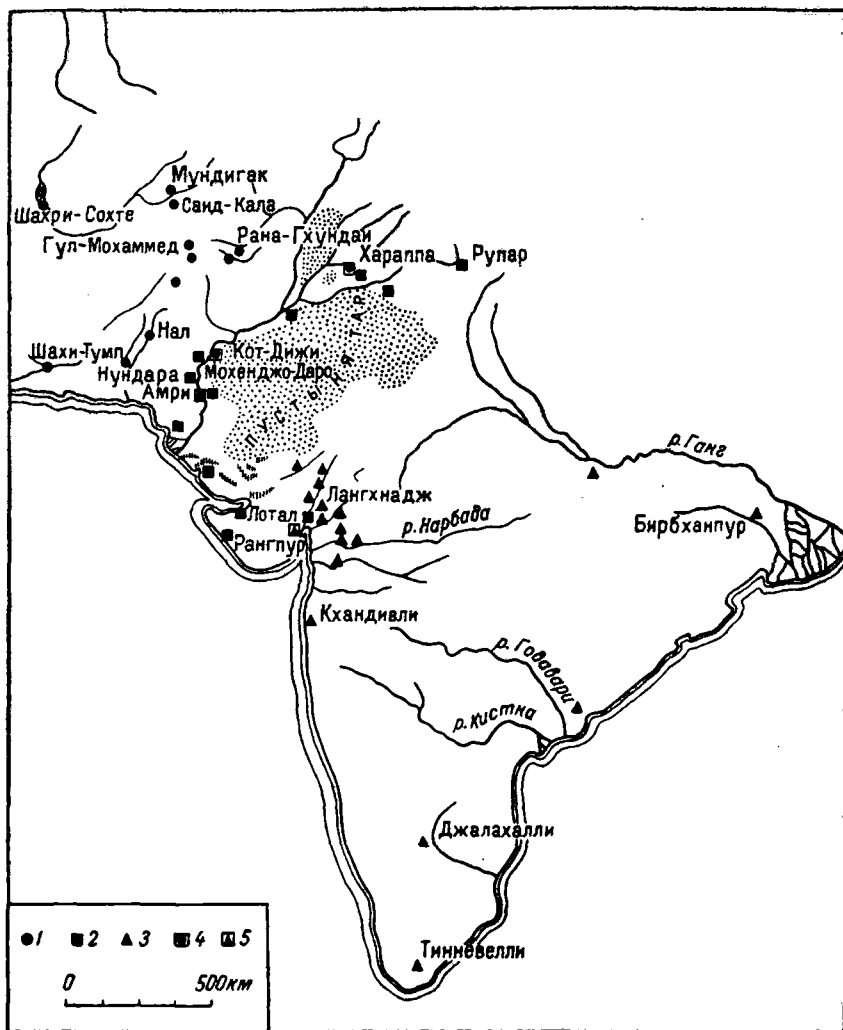 Мундигак
Саид-Кала
Шахри-Сохте
Гул-Мохаммед
Рана-Гхундаи
Хараппа
Рупар
ПУСТЫНЯ ТАР
Нал
Шахи-Тумп
Кот-Дижи
Мохенджо-Даро
Нундара
Амри
р. Ганг
Лангхнадж
Лотал
р. Нарбада
Бирбханпур
Рангпур
Кхандивли
р. Годавари
р. Кистна
Джалахалли
Тинневелли
1 2 3 4 5
0 500км